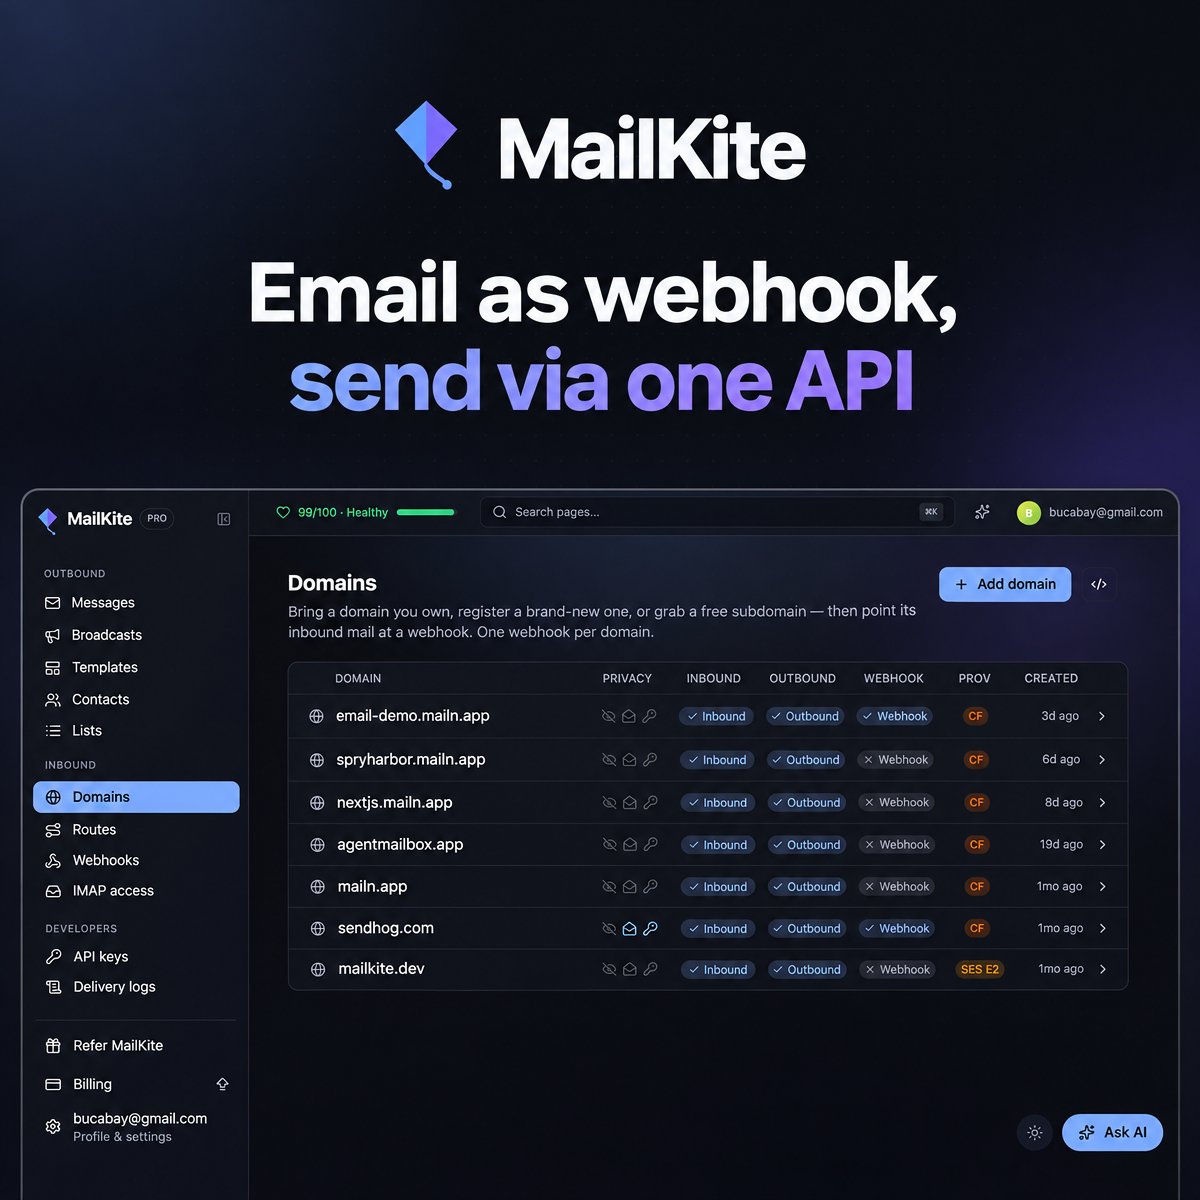 MailKite
Email as webhook,
send via one API
MailKite PRO
99/100 · Healthy
Search pages...
⌘K
B
bucabay@gmail.com
OUTBOUND
Messages
Broadcasts
Templates
Contacts
Lists
INBOUND
Domains
Routes
Webhooks
IMAP access
DEVELOPERS
API keys
Delivery logs
Refer MailKite
Billing
bucabay@gmail.com
Profile & settings
Domains
Bring a domain you own, register a brand-new one, or grab a free subdomain — then point its
inbound mail at a webhook. One webhook per domain.
+ Add domain
</>
DOMAIN PRIVACY INBOUND OUTBOUND WEBHOOK PROV CREATED
email-demo.mailn.app ✓ Inbound ✓ Outbound ✓ Webhook CF 3d ago
spryharbor.mailn.app ✓ Inbound ✓ Outbound × Webhook CF 6d ago
nextjs.mailn.app ✓ Inbound ✓ Outbound × Webhook CF 8d ago
agentmailbox.app ✓ Inbound ✓ Outbound × Webhook CF 19d ago
mailn.app ✓ Inbound ✓ Outbound × Webhook CF 1mo ago
sendhog.com ✓ Inbound ✓ Outbound ✓ Webhook CF 1mo ago
mailkite.dev ✓ Inbound ✓ Outbound × Webhook SES E2 1mo ago
Ask AI